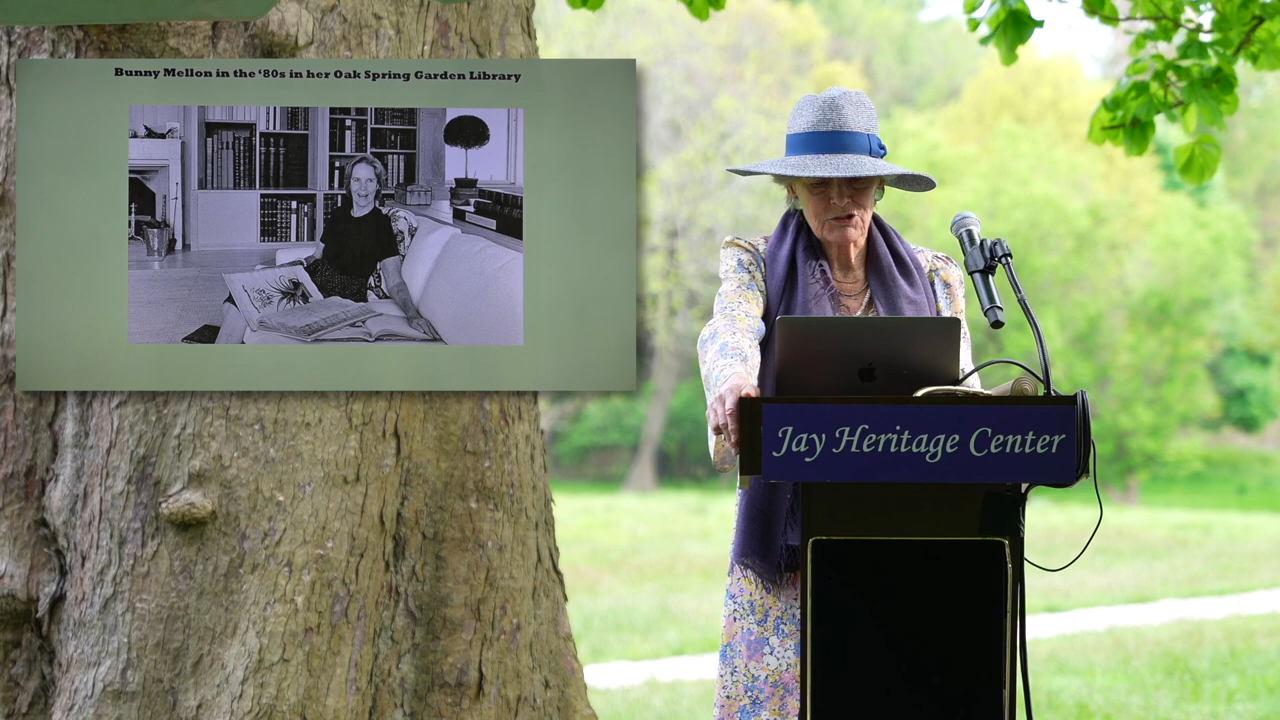 Bunny Mellon in the ‘80s in her Oak Spring Garden Library
Jay Heritage Center